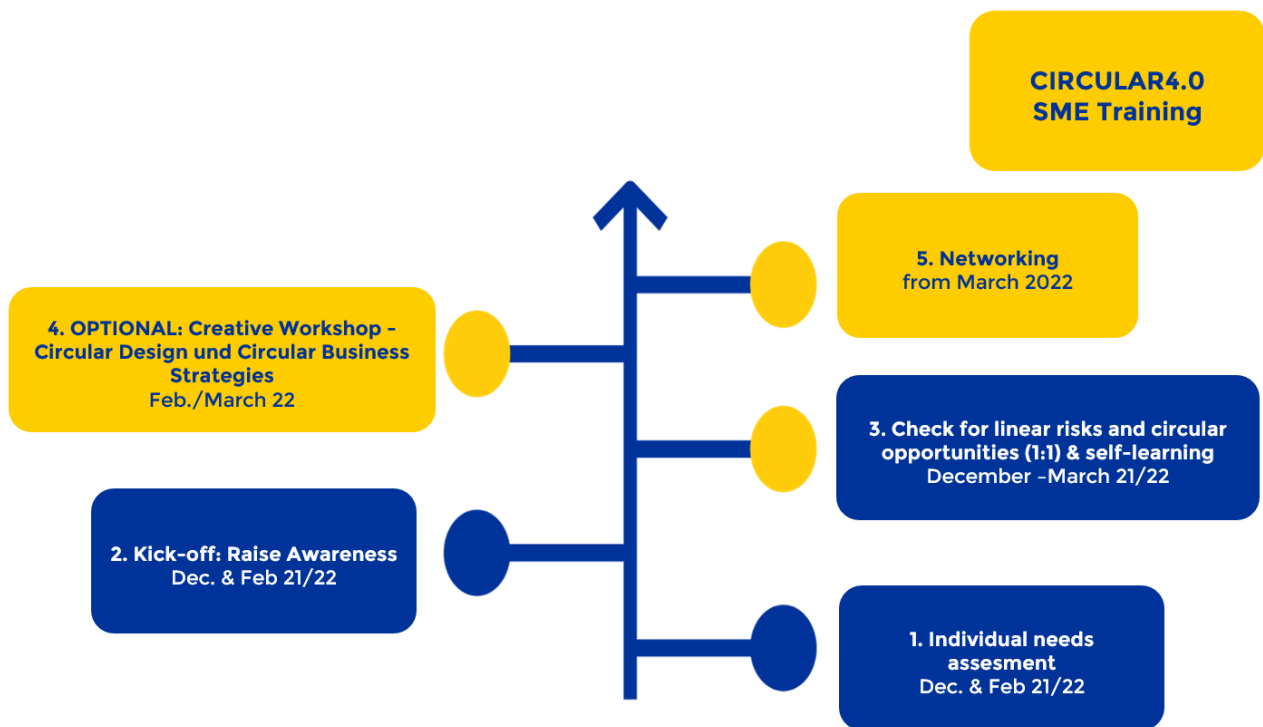 CIRCULAR4.0
SME Training
5. Networking
from March 2022
4. OPTIONAL: Creative Workshop -
Circular Design und Circular Business
Strategies
Feb./March 22
3. Check for linear risks and circular
opportunities (1:1) & self-learning
December –March 21/22
2. Kick-off: Raise Awareness
Dec. & Feb 21/22
1. Individual needs
assesment
Dec. & Feb 21/22